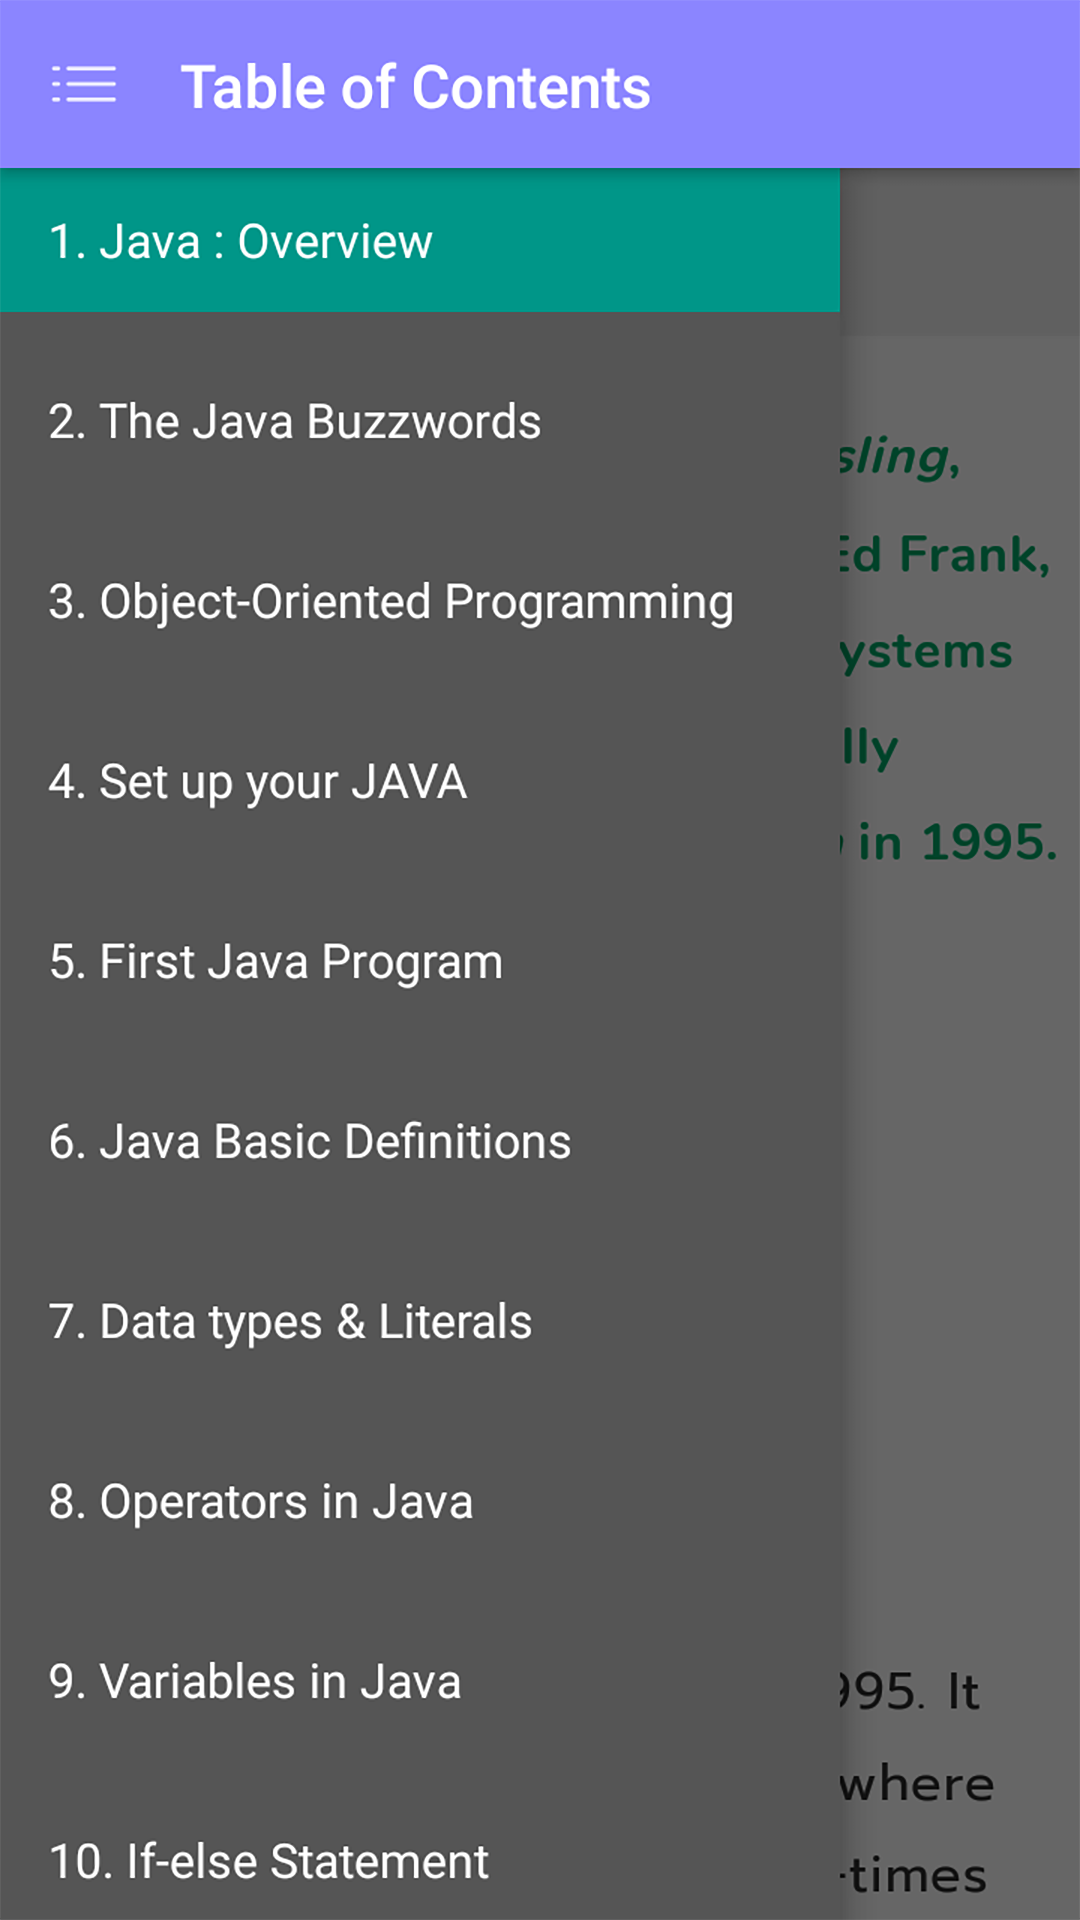 Table of Contents
1. Java : Overview
2. The Java Buzzwords
3. Object-Oriented Programming
4. Set up your JAVA
5. First Java Program
6. Java Basic Definitions
7. Data types & Literals
8. Operators in Java
9. Variables in Java
10. If-else Statement
sling,
Ed Frank,
ystems
lly
in 1995.
995. It
where
-times